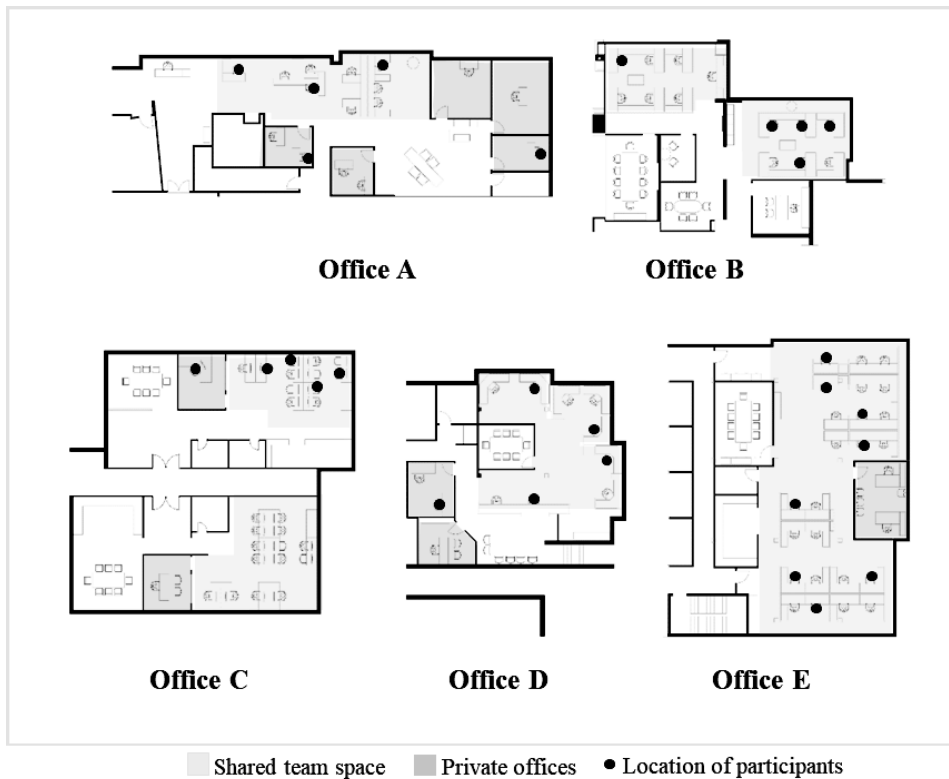 Office A
Office B
Office C
Office D
Office E
Shared team space
Private offices
Location of participants